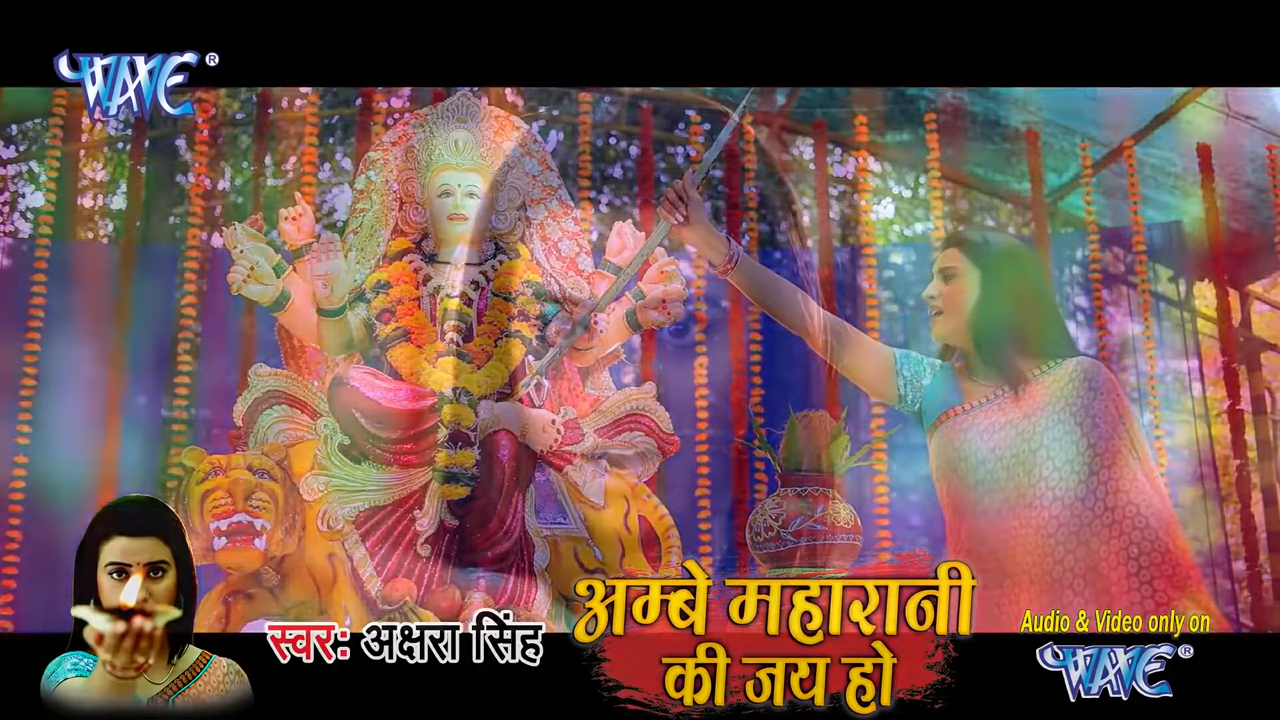 WAVE®
स्वर: अक्षरा सिंह
अम्बे महारानी
की जय हो
Audio & Video only on
WAVE®